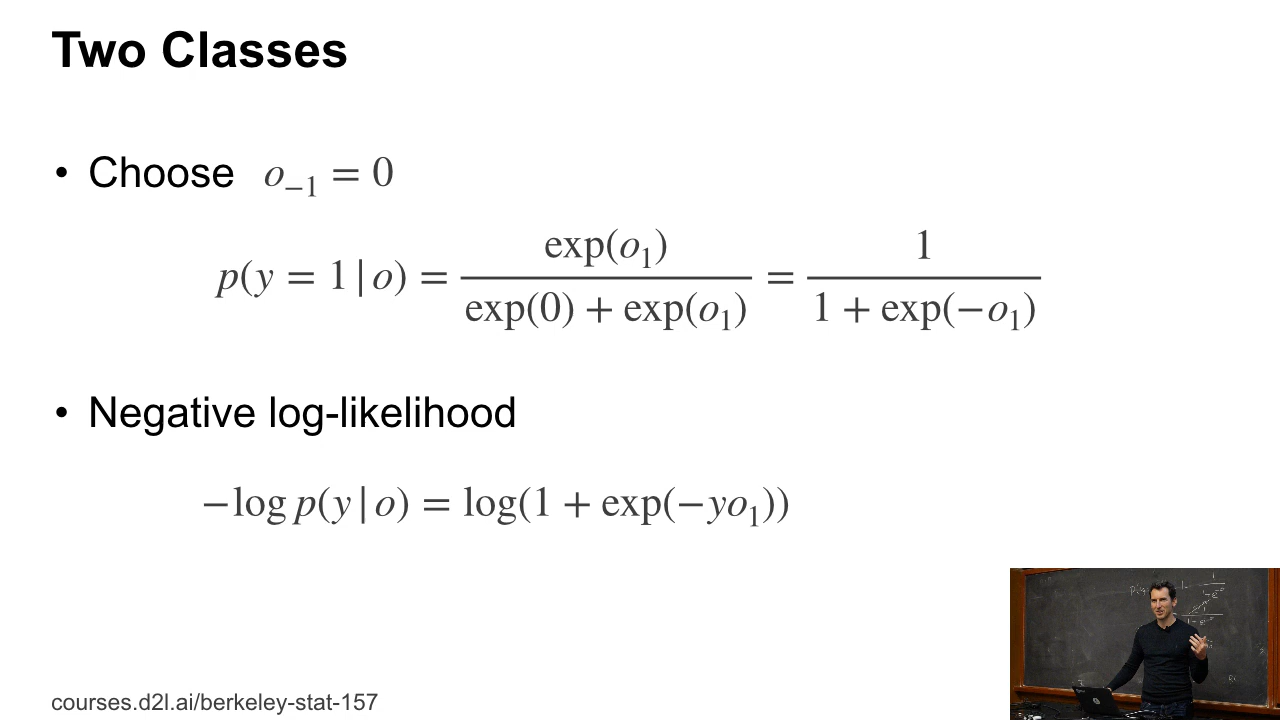 Two Classes
• Choose o₋₁ = 0
p(y = 1 | o) = exp(o₁) / (exp(0) + exp(o₁)) = 1 / (1 + exp(−o₁))
• Negative log-likelihood
−log p(y | o) = log(1 + exp(−yo₁))
courses.d2l.ai/berkeley-stat-157